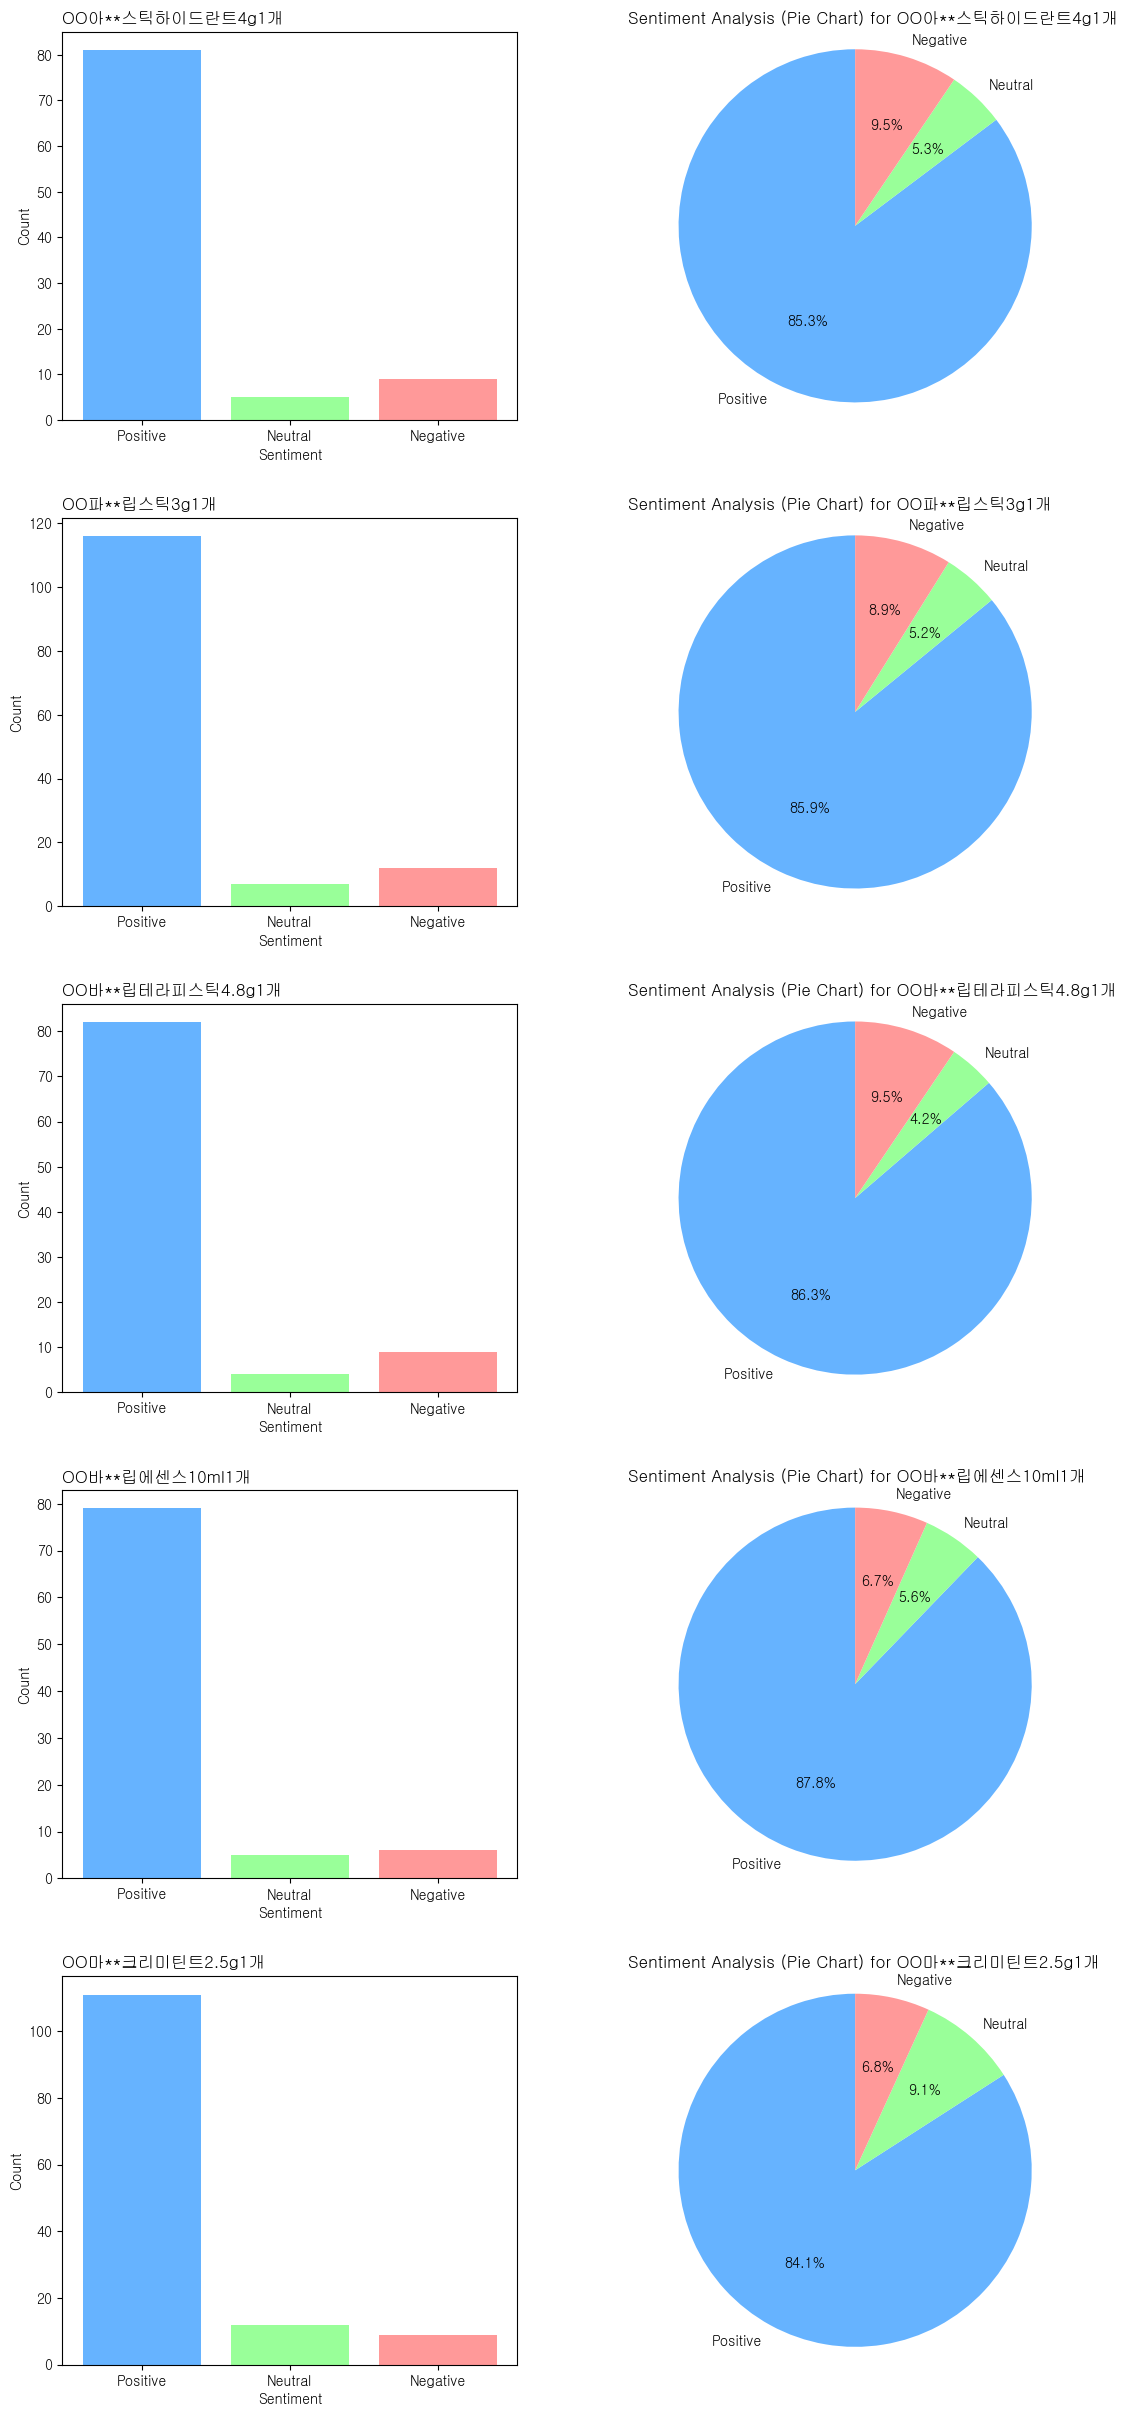 OO아**스틱하이드란트4g1개
80
70
60
50
40
30
20
10
0
Count
Positive
Neutral
Negative
Sentiment
Sentiment Analysis (Pie Chart) for OO아**스틱하이드란트4g1개
Negative
Neutral
9.5%
5.3%
85.3%
Positive
OO파**립스틱3g1개
120
100
80
60
40
20
0
Count
Positive
Neutral
Negative
Sentiment
Sentiment Analysis (Pie Chart) for OO파**립스틱3g1개
Negative
Neutral
8.9%
5.2%
85.9%
Positive
OO바**립테라피스틱4.8g1개
80
70
60
50
40
30
20
10
0
Count
Positive
Neutral
Negative
Sentiment
Sentiment Analysis (Pie Chart) for OO바**립테라피스틱4.8g1개
Negative
Neutral
9.5%
4.2%
86.3%
Positive
OO바**립에센스10ml1개
80
70
60
50
40
30
20
10
0
Count
Positive
Neutral
Negative
Sentiment
Sentiment Analysis (Pie Chart) for OO바**립에센스10ml1개
Negative
Neutral
6.7%
5.6%
87.8%
Positive
OO마**크리미틴트2.5g1개
100
80
60
40
20
0
Count
Positive
Neutral
Negative
Sentiment
Sentiment Analysis (Pie Chart) for OO마**크리미틴트2.5g1개
Negative
Neutral
6.8%
9.1%
84.1%
Positive